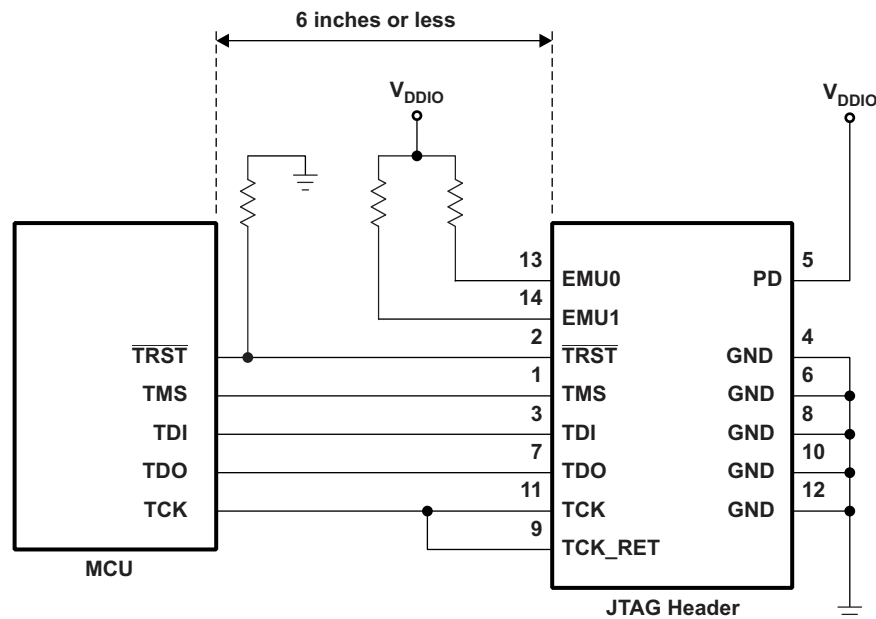 6 inches or less
V_DDIO
V_DDIO
13
EMU0
5
PD
14
EMU1
TRST
2
TRST
4
GND
TMS
1
TMS
6
GND
TDI
3
TDI
8
GND
TDO
7
TDO
10
GND
TCK
11
TCK
12
GND
9
TCK_RET
MCU
JTAG Header